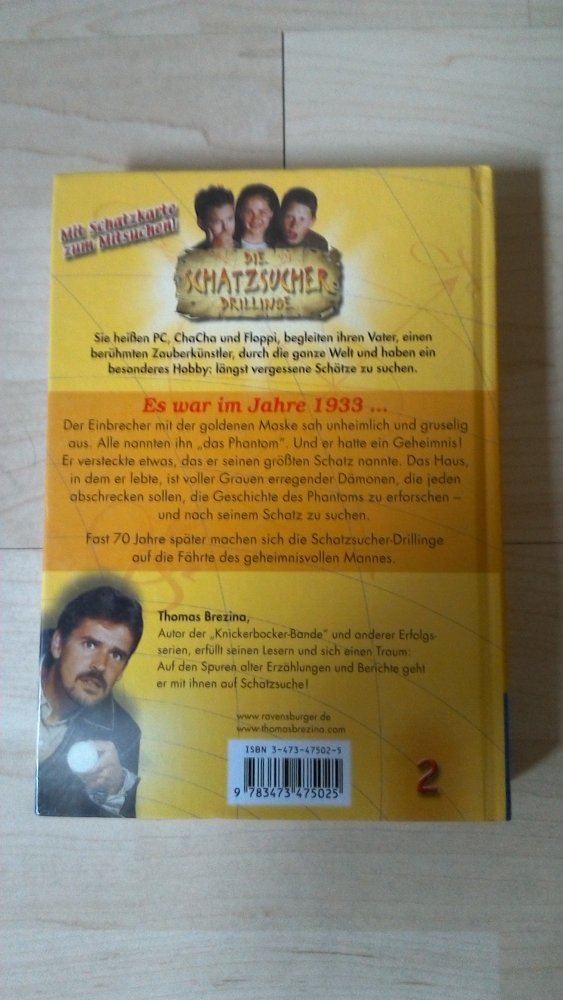 Mit Schatzkarte
zum Mitsuchen!
DIE
SCHATZSUCHER
DRILLINGE
Sie heißen PC, ChaCha und Floppi, begleiten ihren Vater, einen
berühmten Zauberkünstler, durch die ganze Welt und haben ein
besonderes Hobby: längst vergessene Schätze zu suchen.
Es war im Jahre 1933 ...
Der Einbrecher mit der goldenen Maske sah unheimlich und gruselig
aus. Alle nannten ihn „das Phantom“. Und er hatte ein Geheimnis!
Er versteckte etwas, das er seinen größten Schatz nannte. Das Haus,
in dem er lebte, ist voller Grauen erregender Dämonen, die jeden
abschrecken sollen, die Geschichte des Phantoms zu erforschen –
und nach seinem Schatz zu suchen.
Fast 70 Jahre später machen sich die Schatzsucher-Drillinge
auf die Fährte des geheimnisvollen Mannes.
Thomas Brezina,
Autor der „Knickerbocker-Bande“ und anderer Erfolgs-
serien, erfüllt seinen Lesern und sich einen Traum:
Auf den Spuren alter Erzählungen und Berichte geht
er mit ihnen auf Schatzsuche!
www.ravensburger.de
www.thomasbrezina.com
ISBN 3-473-47502-5
9 783473 475025
2